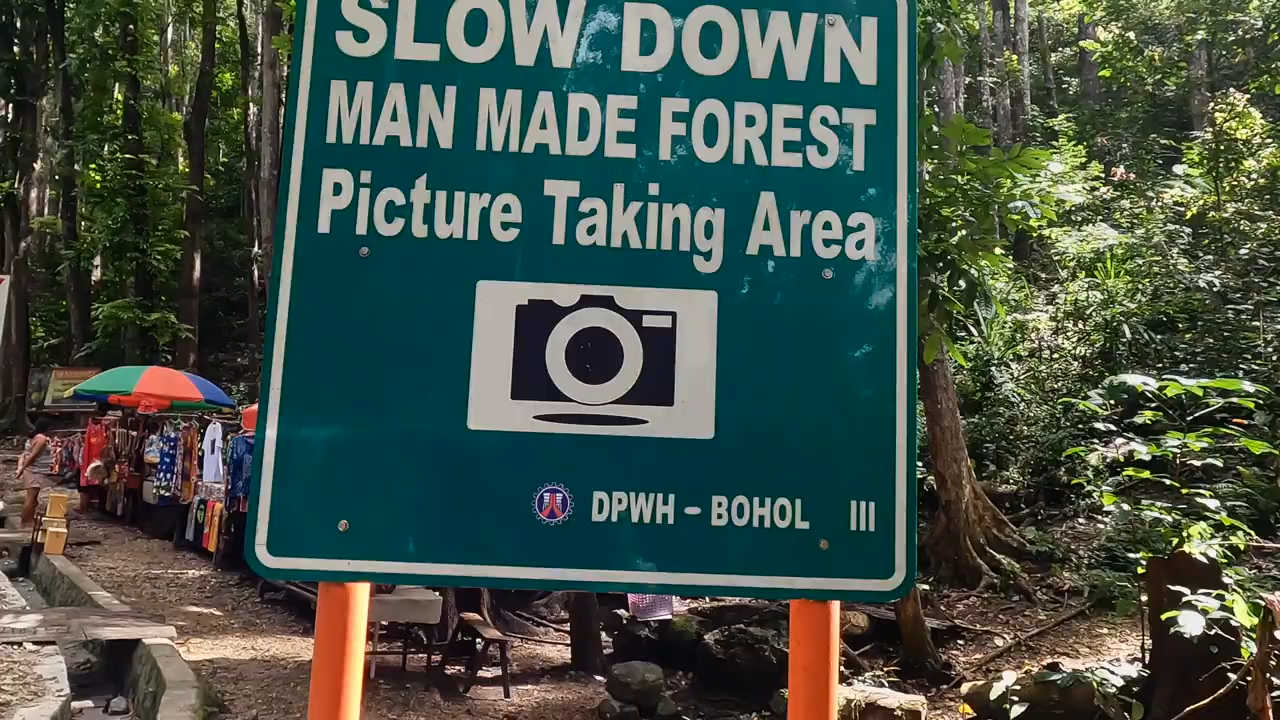 SLOW DOWN
MAN MADE FOREST
Picture Taking Area
DPWH - BOHOL III